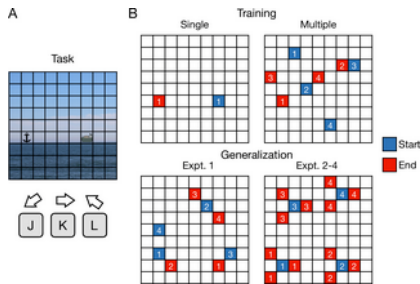 A
Task
J K L
B
Training
Single
1 1
Multiple
1
2 3
3 4
2
1
4
Generalization
Expt. 1
3
2
4
4
1 3
2 1
Expt. 2-4
4
3 4 4
3 3 4
3
1 2
1 1 2 2
1 2
Start
End